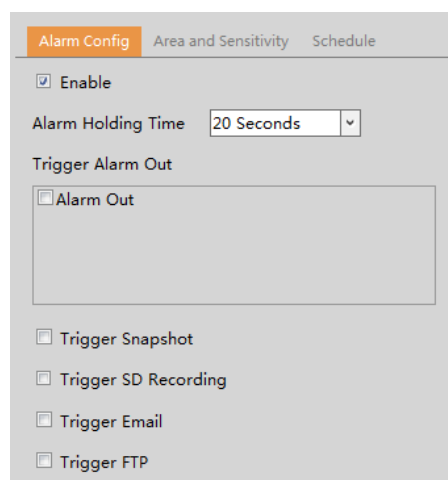 Alarm Config Area and Sensitivity Schedule
Enable
Alarm Holding Time 20 Seconds
Trigger Alarm Out
Alarm Out
Trigger Snapshot
Trigger SD Recording
Trigger Email
Trigger FTP